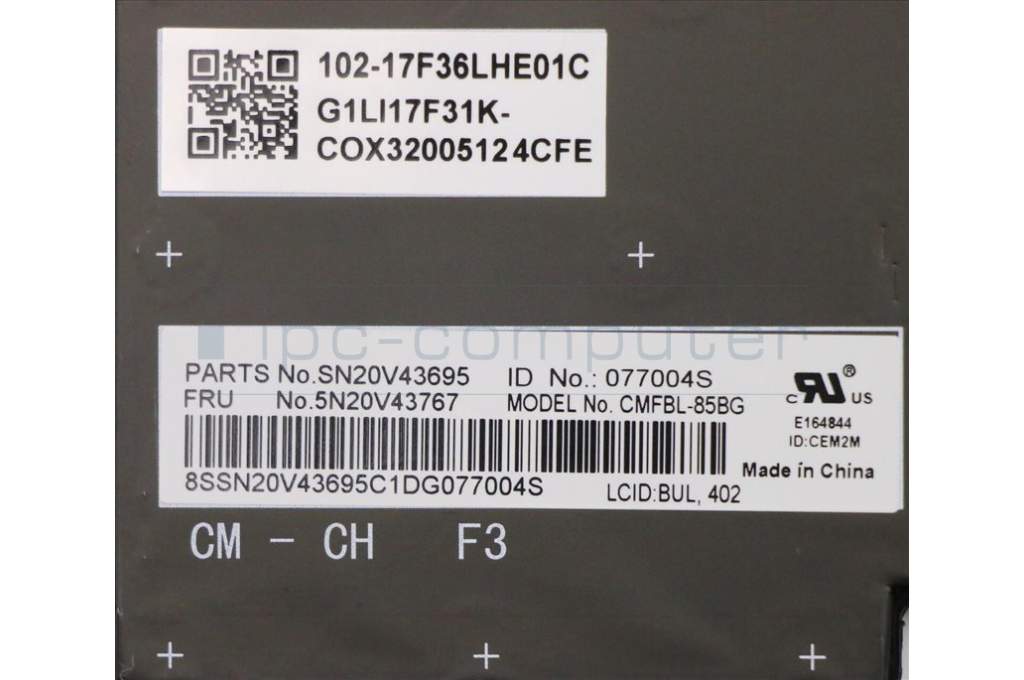 102-17F36LHE01C
G1LI17F31K-
COX32005124CFE
ipc-computer
PARTS No.SN20V43695 ID No.: 077004S
FRU No.5N20V43767 MODEL No. CMFBL-85BG
c RU ® US
E164844
ID:CEM2M
Made in China
8SSN20V43695C1DG077004S
LCID:BUL, 402
CM - CH F3